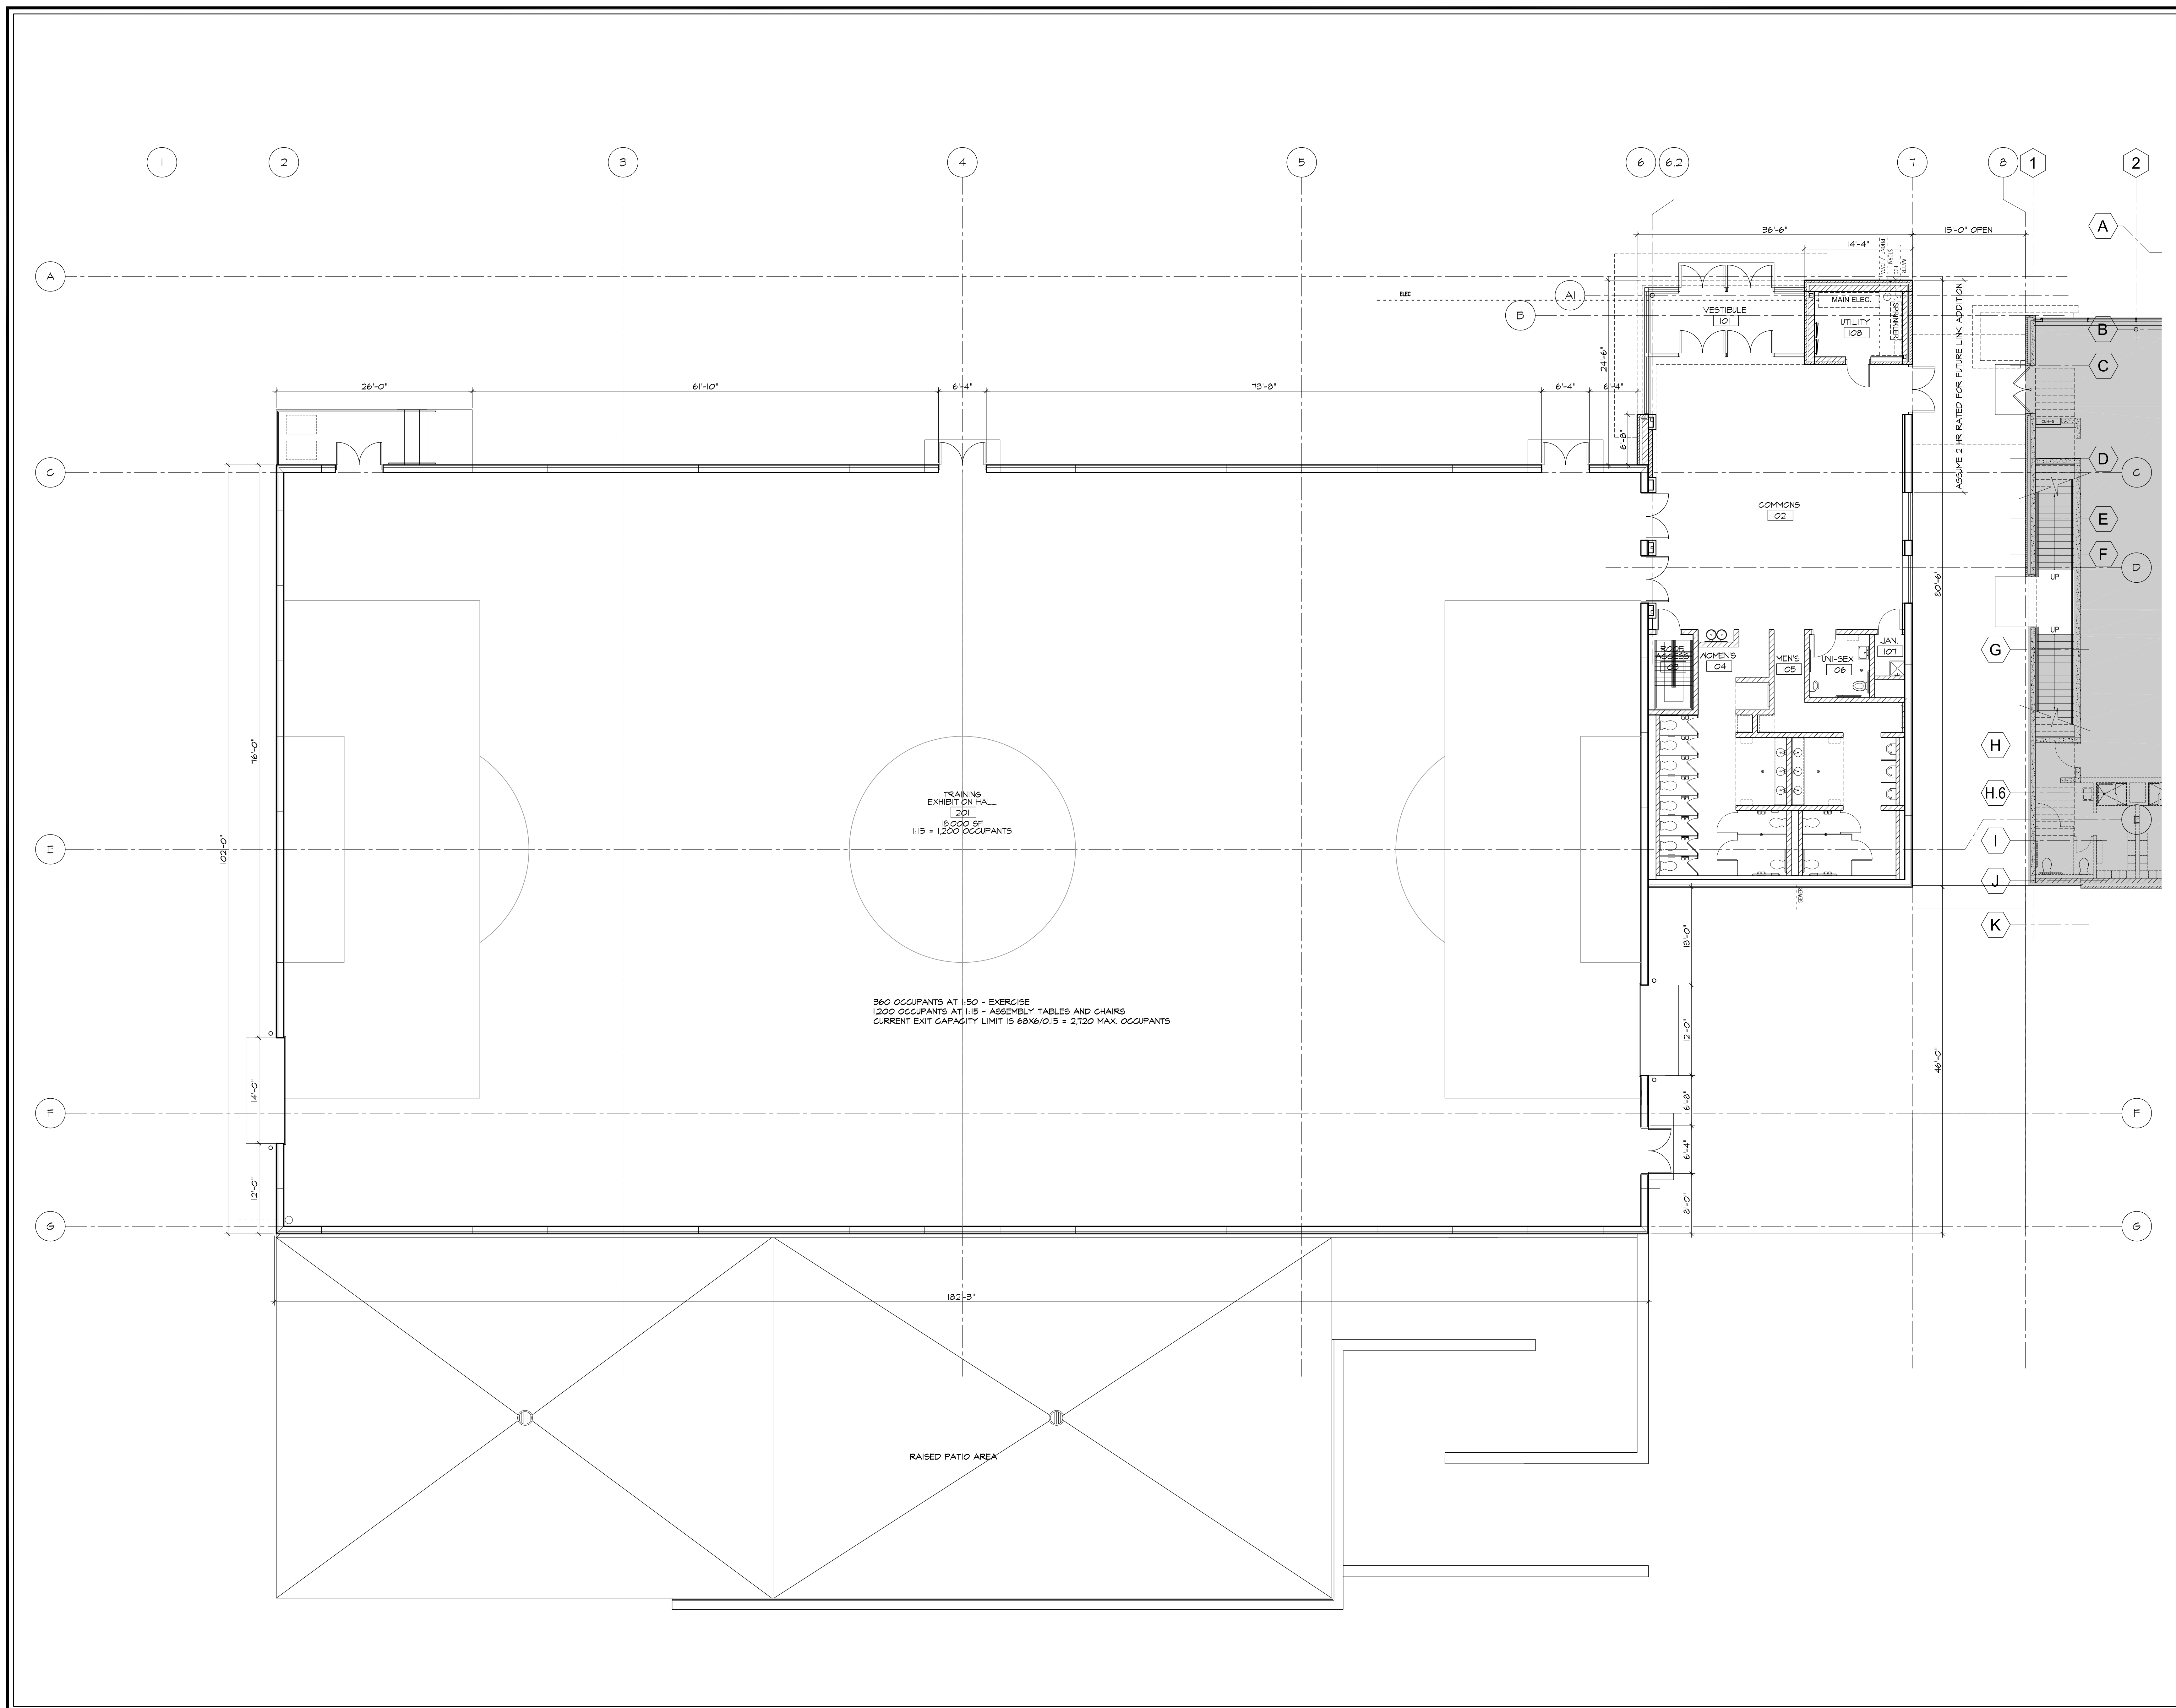 1 2 3 4 5 6 6.2 7 8 1 2
A
36'-6" 15'-0" OPEN
14'-4"
PHONE / DATA
STORM
FDC
WATER
A
ELEC
A1
B
MAIN ELEC.
VESTIBULE
101
UTILITY
108
SPRINKLER
ASSUME 2 HR RATED FOR FUTURE LINK ADDITION
B
C
24'-6"
26'-0" 61'-10" 6'-4" 73'-8" 6'-4" 6'-4"
6'-8"
C
D
C
COMMONS
102
E
F
D
80'-6"
UP
UP
ROOF
ACCESS
103
WOMEN'S
104
MEN'S
105
UNI-SEX
106
JAN.
107
G
76'-0"
H
H.6
TRAINING
EXHIBITION HALL
201
18,000 SF
1:15 = 1,200 OCCUPANTS
E
E
I
102'-0"
J
SEWER
K
13'-0"
360 OCCUPANTS AT 1:50 - EXERCISE
1,200 OCCUPANTS AT 1:15 - ASSEMBLY TABLES AND CHAIRS
CURRENT EXIT CAPACITY LIMIT IS 68X6/0.15 = 2,720 MAX. OCCUPANTS
12'-0"
46'-0"
14'-0"
6'-8"
F
F
6'-4"
12'-0"
8'-0"
G
G
182'-3"
RAISED PATIO AREA